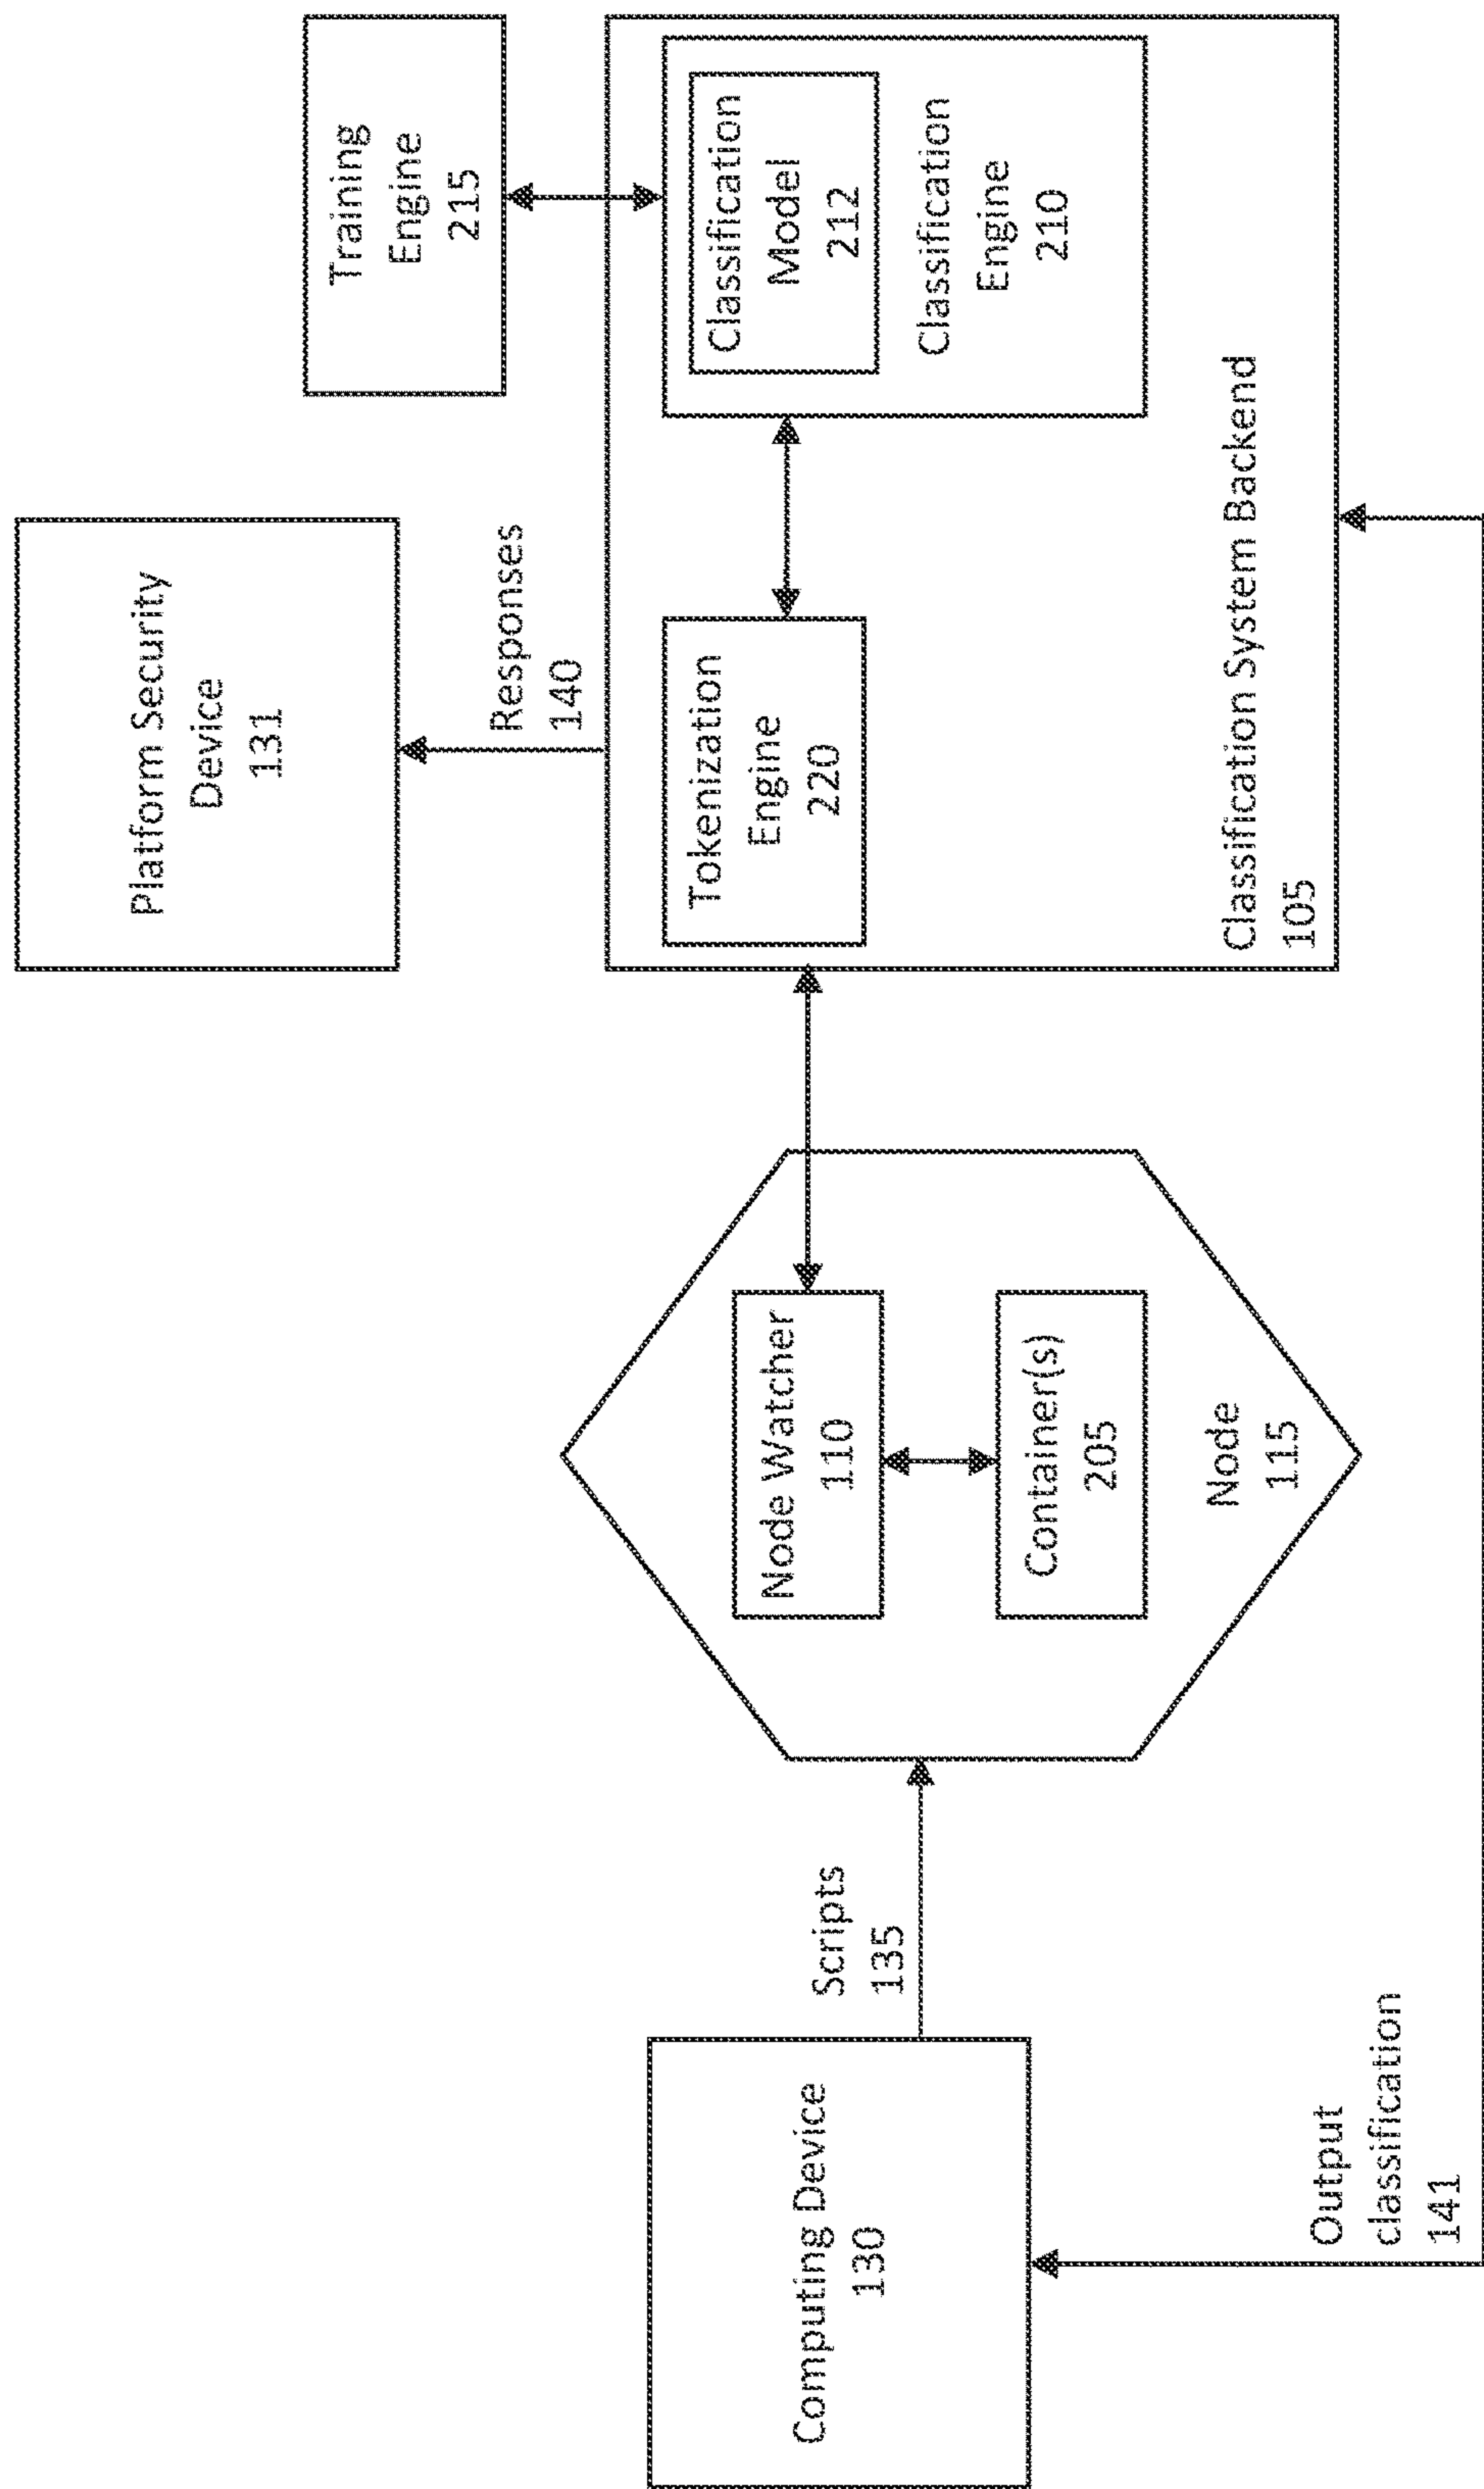 Platform Security
Device
131
Training
Engine
215
Responses
140
Computing Device
130
Scripts
135
Node Watcher
110
Container(s)
205
Node
115
Tokenization
Engine
220
Classification
Model
212
Classification
Engine
210
Classification System Backend
105
Output
classification
141